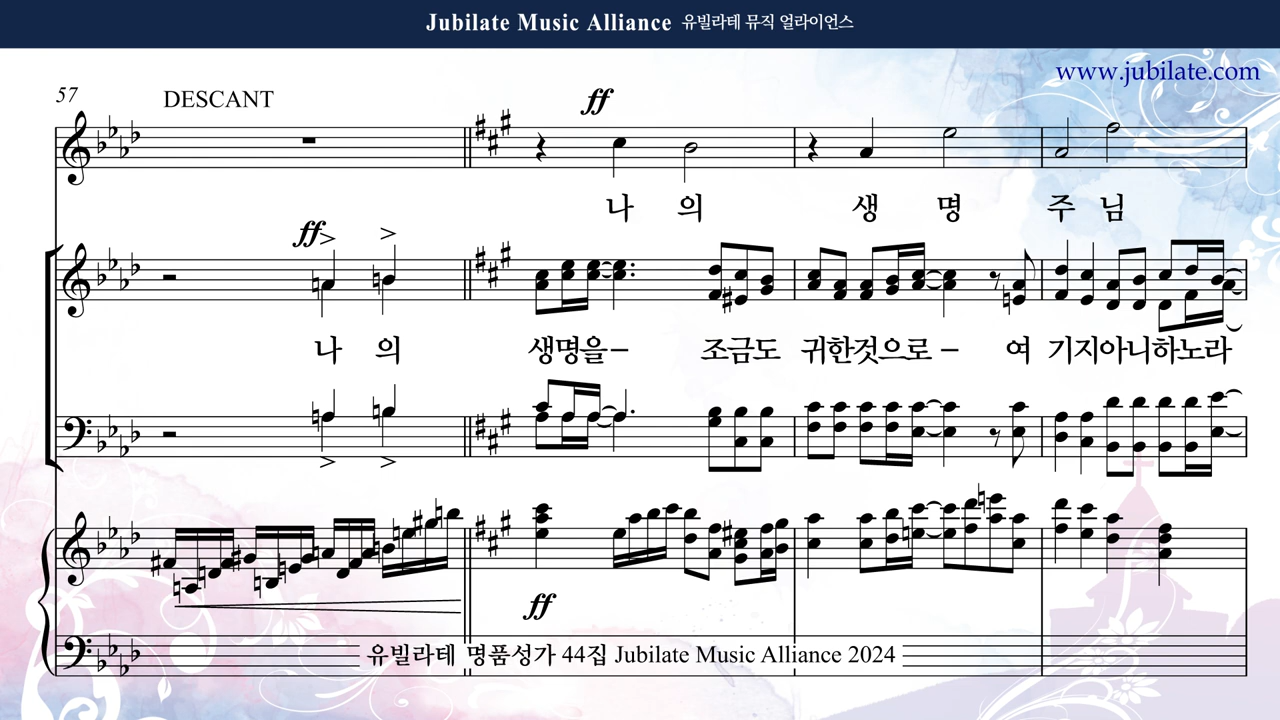 Jubilate Music Alliance 유빌라테 뮤직 얼라이언스
www.jubilate.com
57 DESCANT ff
나 의 생 명 주 님
ff
나 의 생명을– 조금도 귀한것으로– 여 기지아니하노라
ff
유빌라테 명품성가 44집 Jubilate Music Alliance 2024